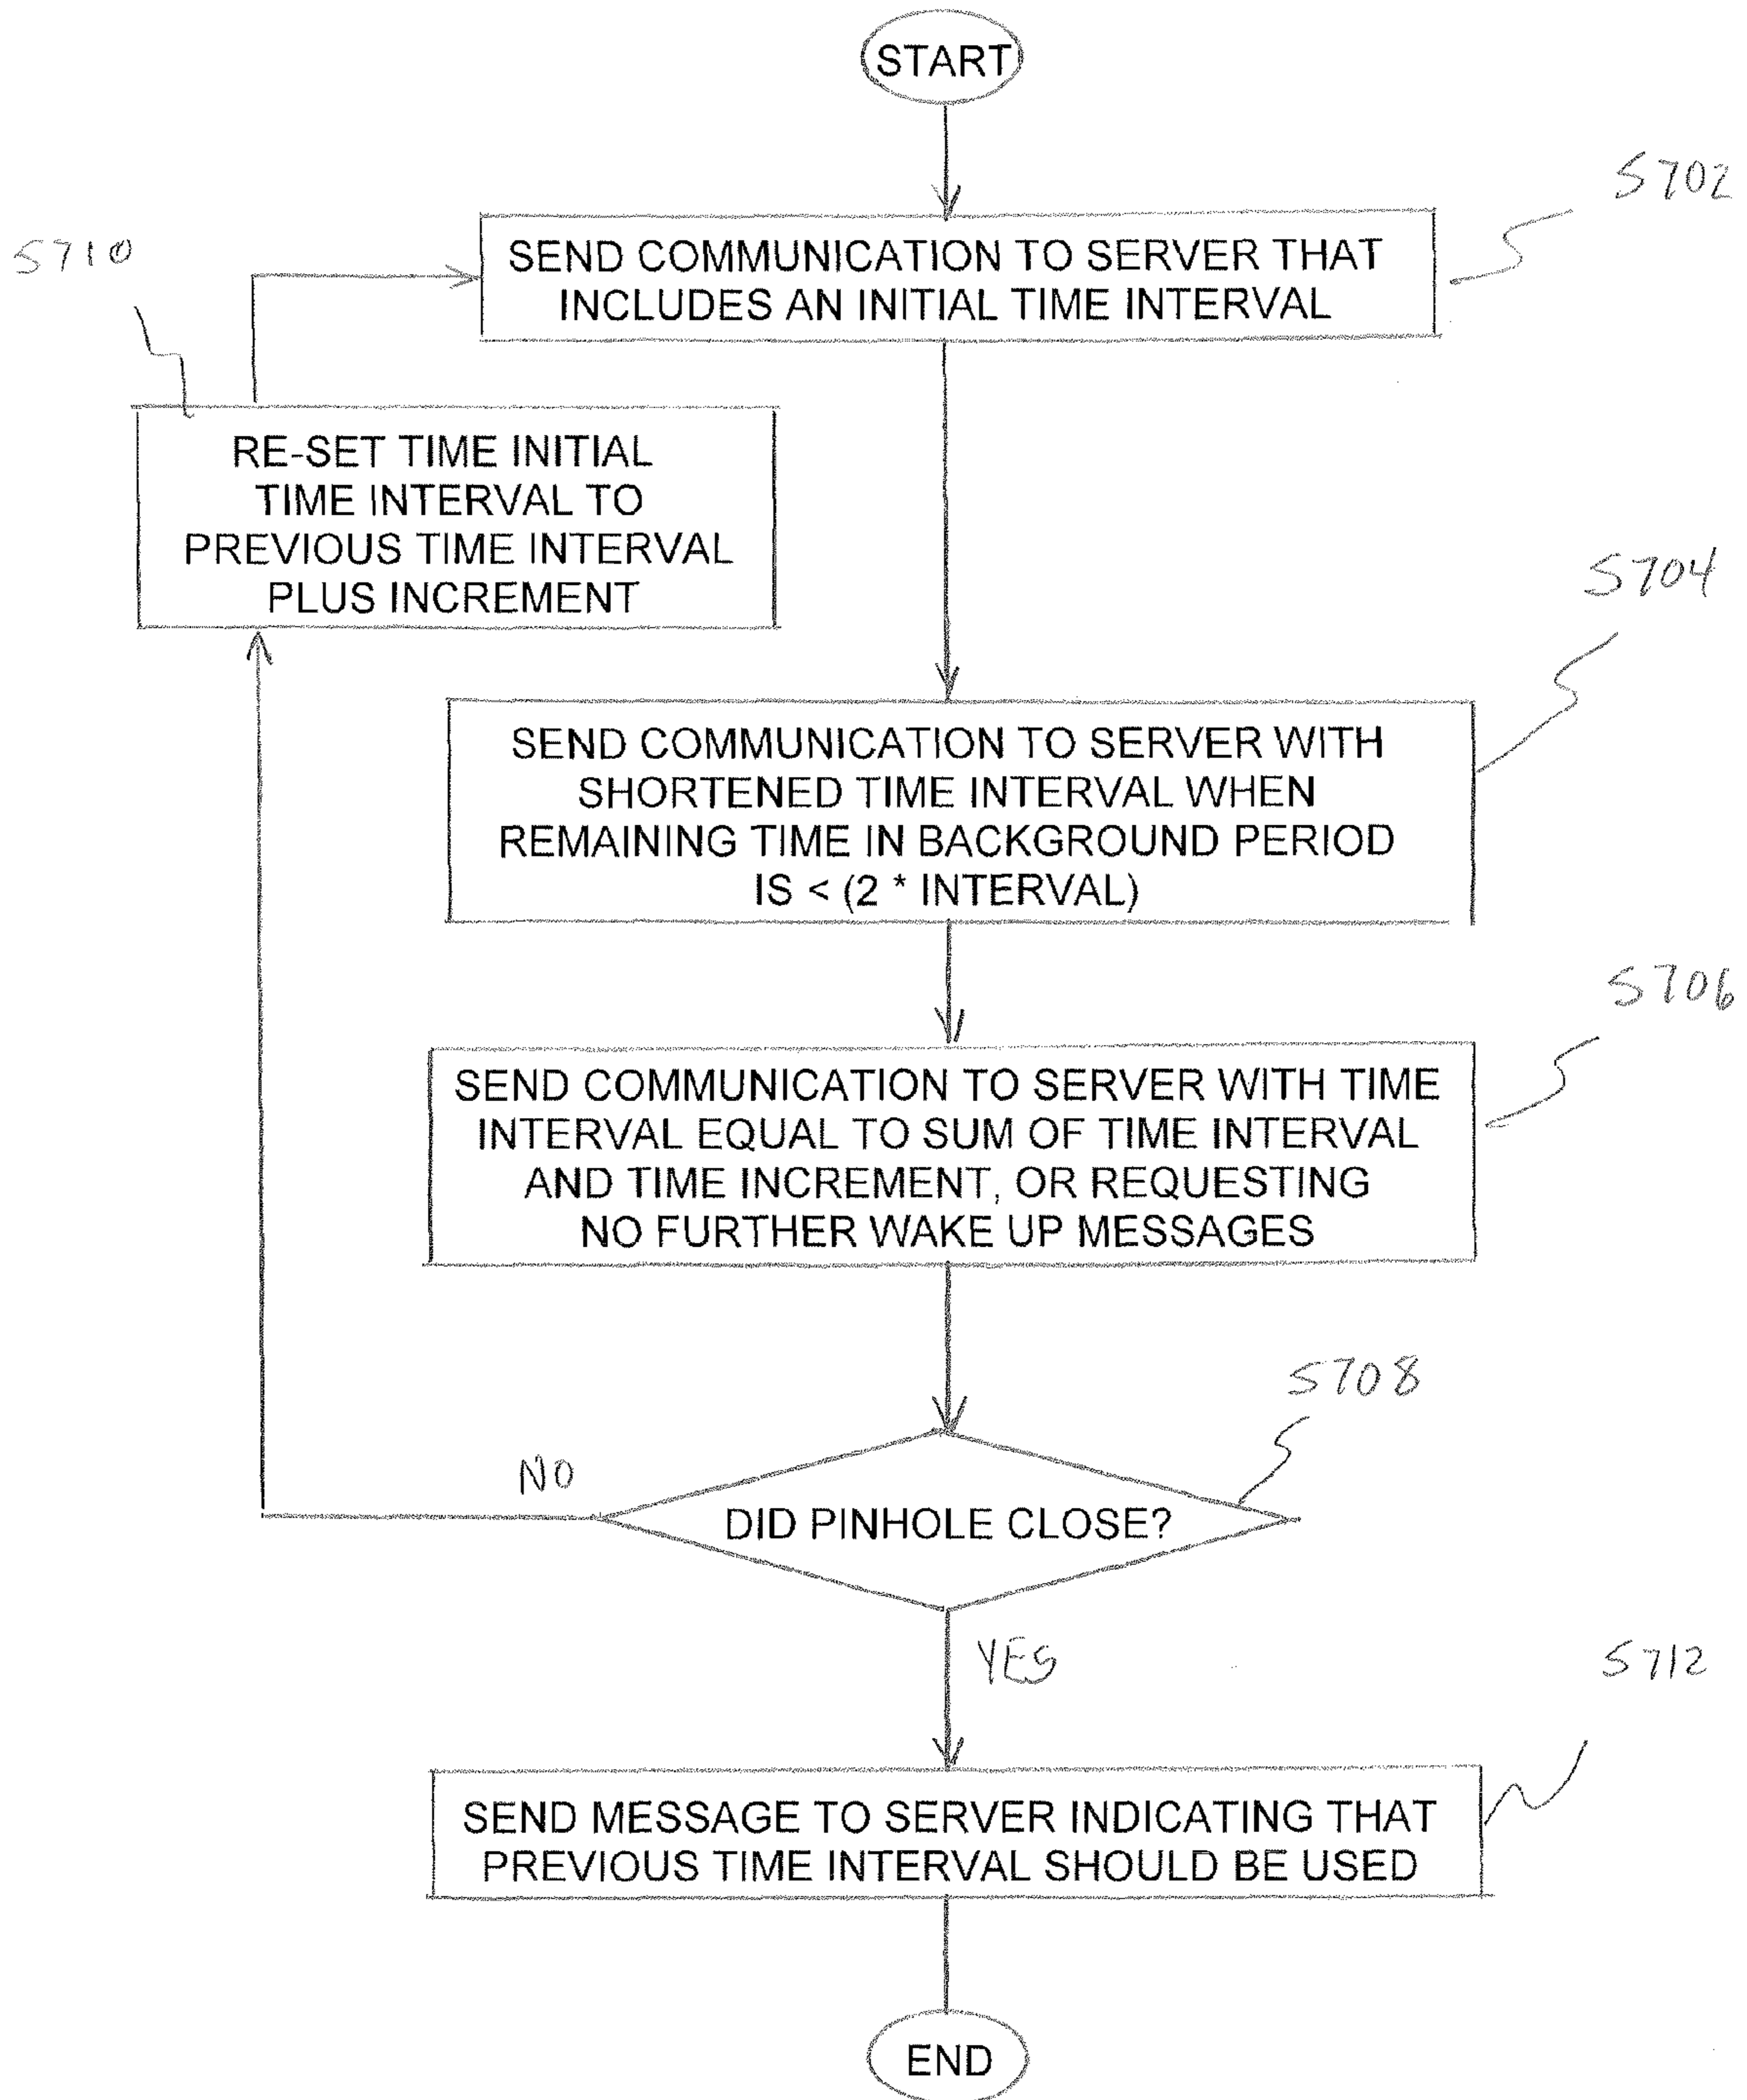 START
S702
SEND COMMUNICATION TO SERVER THAT
INCLUDES AN INITIAL TIME INTERVAL
S710
RE-SET TIME INITIAL
TIME INTERVAL TO
PREVIOUS TIME INTERVAL
PLUS INCREMENT
S704
SEND COMMUNICATION TO SERVER WITH
SHORTENED TIME INTERVAL WHEN
REMAINING TIME IN BACKGROUND PERIOD
IS < (2 * INTERVAL)
S706
SEND COMMUNICATION TO SERVER WITH TIME
INTERVAL EQUAL TO SUM OF TIME INTERVAL
AND TIME INCREMENT, OR REQUESTING
NO FURTHER WAKE UP MESSAGES
S708
NO
DID PINHOLE CLOSE?
YES
S712
SEND MESSAGE TO SERVER INDICATING THAT
PREVIOUS TIME INTERVAL SHOULD BE USED
END